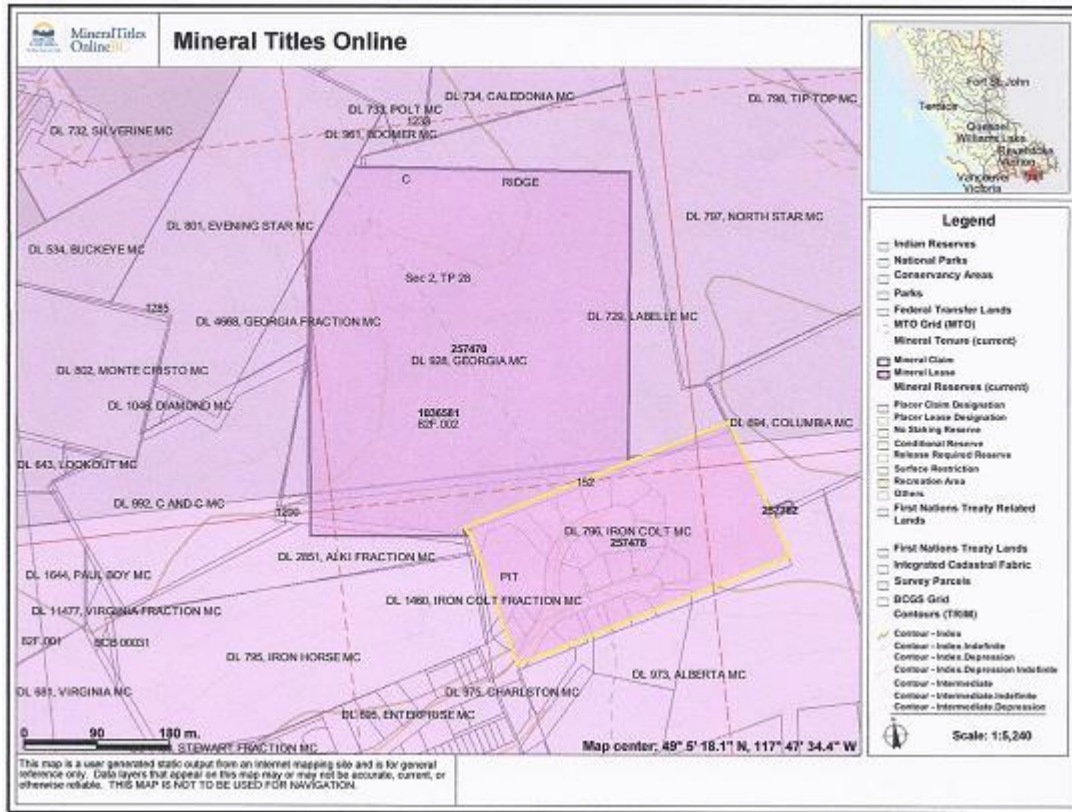 MineralTitles
OnlineBC
Mineral Titles Online
Fort St. John
Terrace
Quesnel
Williams Lake
Revelstoke
Vernon
Vancouver
Trail
Victoria
DL 734, CALEDONIA MC
DL 733, POLT MC
1238
DL 961, BOOMER MC
DL 798, TIP TOP MC
DL 732, SILVERINE MC
C
RIDGE
DL 801, EVENING STAR MC
DL 797, NORTH STAR MC
DL 534, BUCKEYE MC
Sec 2, TP 28
1285
DL 4668, GEORGIA FRACTION MC
DL 729, LABELLE MC
257470
DL 928, GEORGIA MC
DL 802, MONTE CRISTO MC
DL 1046, DIAMOND MC
1036581
82F.002
DL 894, COLUMBIA MC
DL 643, LOOKOUT MC
152
DL 992, C AND C MC
1200
DL 796, IRON COLT MC
257478
DL 2851, ALKI FRACTION MC
DL 1644, PAUL BOY MC
PIT
DL 1460, IRON COLT FRACTION MC
DL 11477, VIRGINIA FRACTION MC
82F.001
DL 795, IRON HORSE MC
DL 973, ALBERTA MC
DL 681, VIRGINIA MC
DL 975, CHARLSTON MC
DL 695, ENTERPRISE MC
STEWART FRACTION MC
0 90 180 m.
Map center: 49° 5' 18.1" N, 117° 47' 34.4" W
Legend
Indian Reserves
National Parks
Conservancy Areas
Parks
Federal Transfer Lands
MTO Grid (MTO)
Mineral Tenure (current)
Mineral Claim
Mineral Lease
Mineral Reserves (current)
Placer Claim Designation
Placer Lease Designation
No Staking Reserve
Conditional Reserve
Release Required Reserve
Surface Restriction
Recreation Area
Others
First Nations Treaty Related
Lands
First Nations Treaty Lands
Integrated Cadastral Fabric
Survey Parcels
BCGS Grid
Contours (TRIM)
Contour - Index
Contour - Index.Indefinite
Contour - Index.Depression
Contour - Index.Depression Indefinite
Contour - Intermediate
Contour - Intermediate.Indefinite
Contour - Intermediate.Depression
Scale: 1:5,240
This map is a user generated static output from an Internet mapping site and is for general
reference only. Data layers that appear on this map may or may not be accurate, current, or
otherwise reliable. THIS MAP IS NOT TO BE USED FOR NAVIGATION.